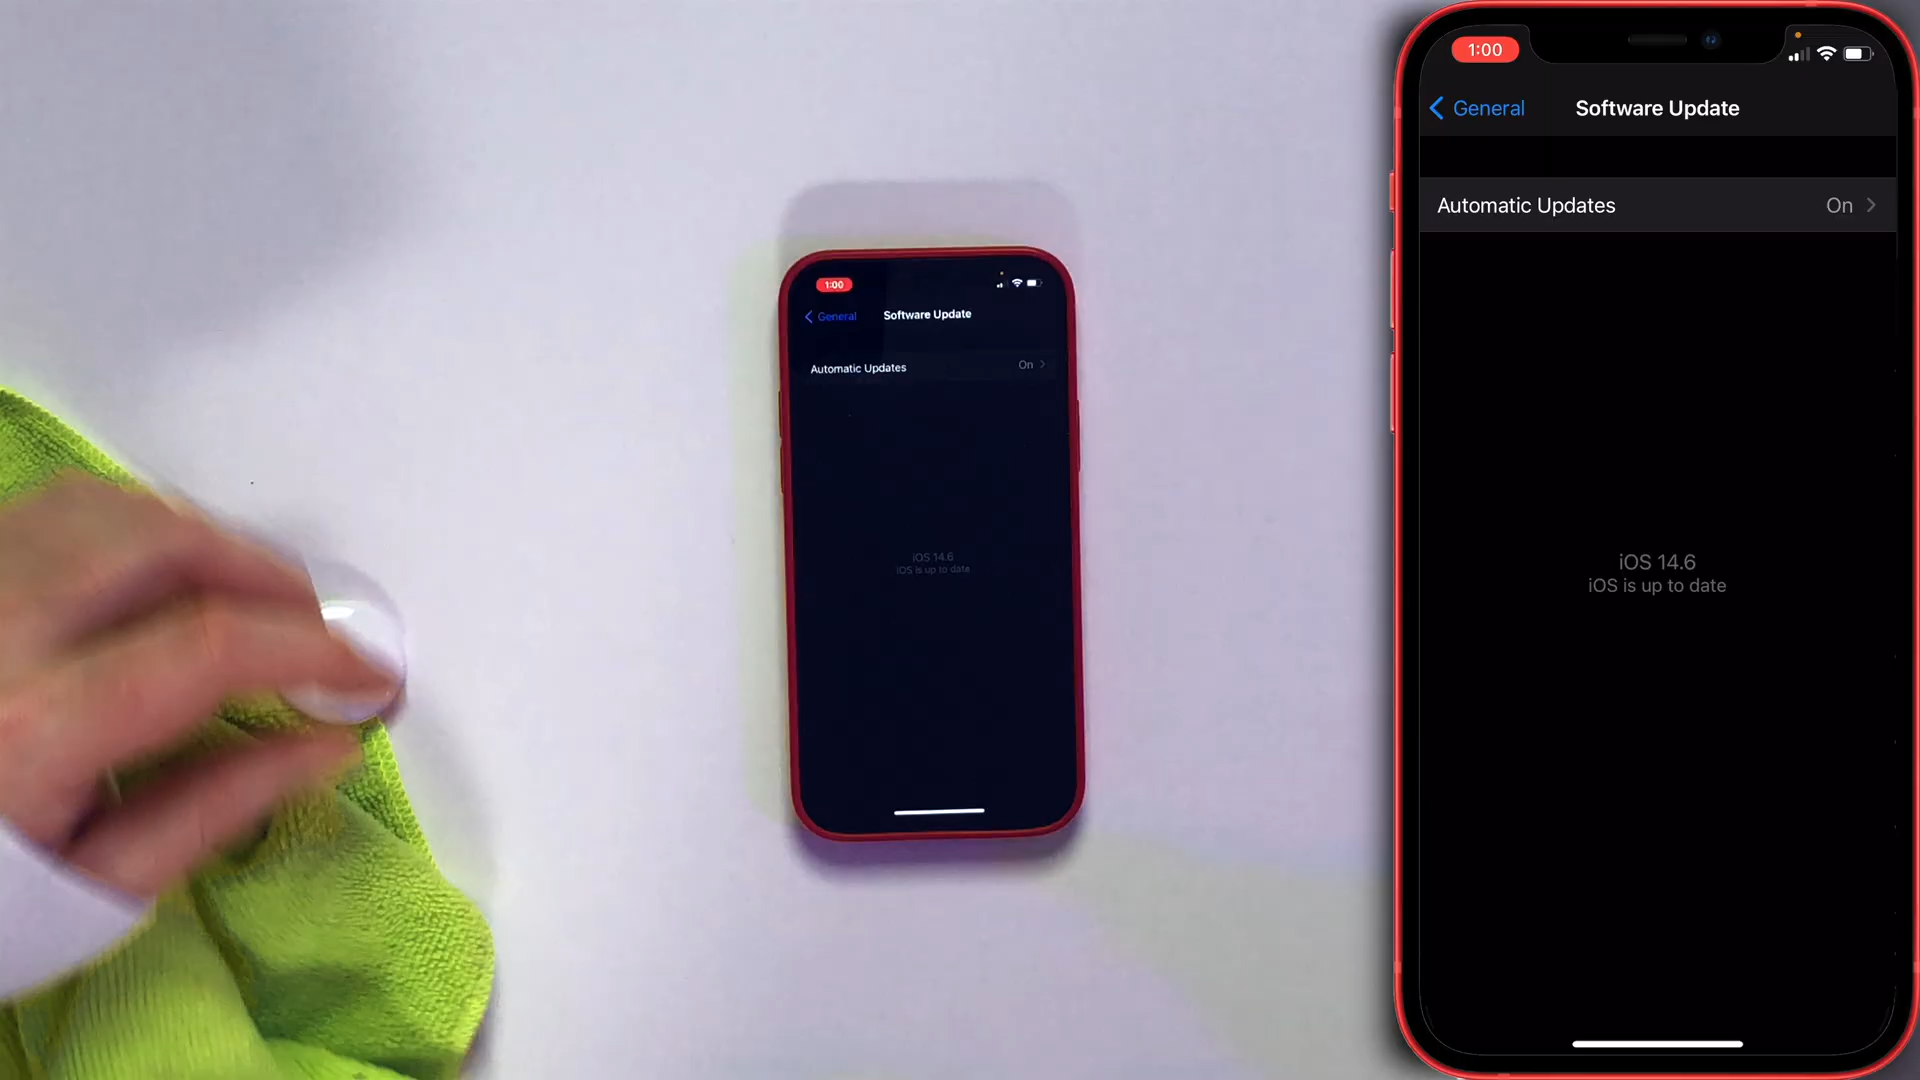 1:00
General
Software Update
Automatic Updates
On
iOS 14.6
iOS is up to date
1:00
General
Software Update
Automatic Updates
On
iOS 14.6
iOS is up to date